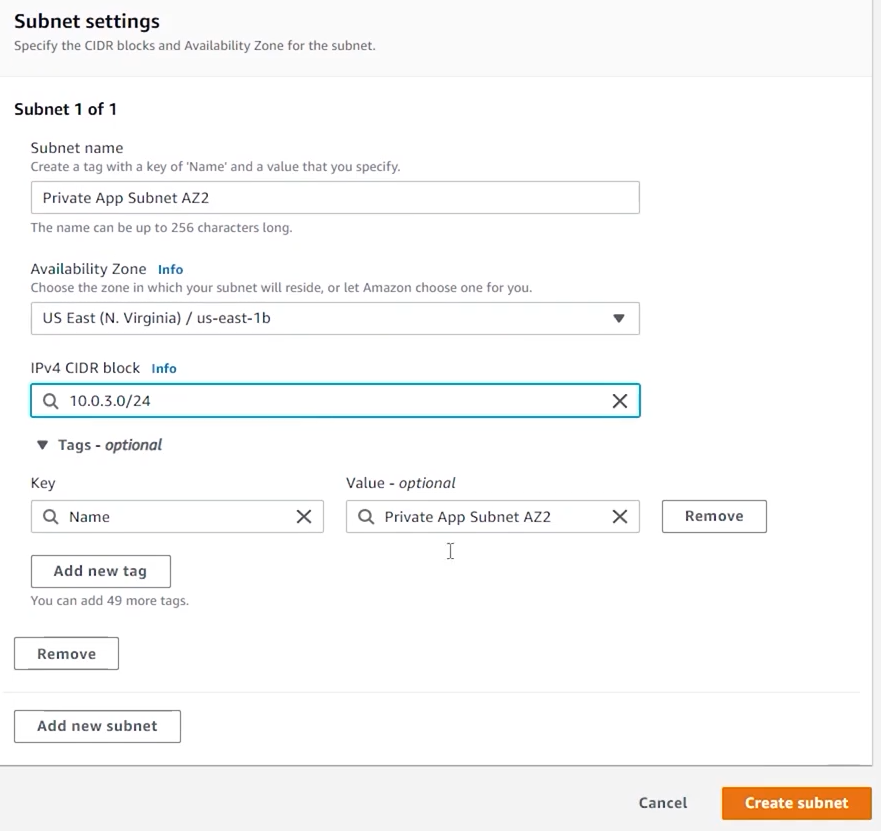 Subnet settings
Specify the CIDR blocks and Availability Zone for the subnet.
Subnet 1 of 1
Subnet name
Create a tag with a key of 'Name' and a value that you specify.
Private App Subnet AZ2
The name can be up to 256 characters long.
Availability Zone Info
Choose the zone in which your subnet will reside, or let Amazon choose one for you.
US East (N. Virginia) / us-east-1b
IPv4 CIDR block Info
10.0.3.0/24
Tags - optional
Key Value - optional
Name Private App Subnet AZ2 Remove
Add new tag
You can add 49 more tags.
Remove
Add new subnet
Cancel Create subnet